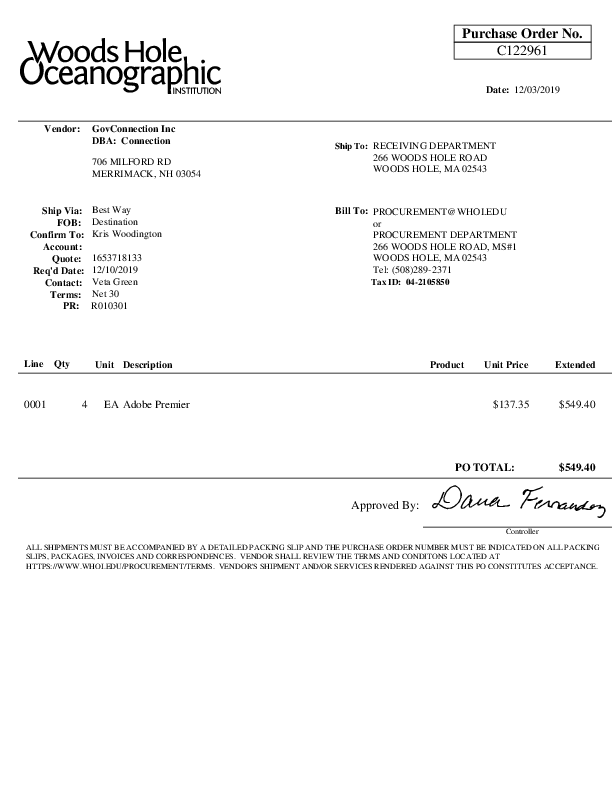 Purchase Order No.
C122961
Woods Hole
Oceanographic
INSTITUTION
Date: 12/03/2019
Vendor: GovConnection Inc
DBA: Connection
706 MILFORD RD
MERRIMACK, NH 03054
Ship To: RECEIVING DEPARTMENT
266 WOODS HOLE ROAD
WOODS HOLE, MA 02543
Ship Via: Best Way
FOB: Destination
Confirm To: Kris Woodington
Account:
Quote: 1653718133
Req'd Date: 12/10/2019
Contact: Veta Green
Terms: Net 30
PR: R010301
Bill To: PROCUREMENT@WHOI.EDU
or
PROCUREMENT DEPARTMENT
266 WOODS HOLE ROAD, MS#1
WOODS HOLE, MA 02543
Tel: (508)289-2371
Tax ID: 04-2105850
Line Qty Unit Description Product Unit Price Extended
0001 4 EA Adobe Premier $137.35 $549.40
PO TOTAL: $549.40
Approved By: Dana Fernandez
Controller
ALL SHIPMENTS MUST BE ACCOMPANIED BY A DETAILED PACKING SLIP AND THE PURCHASE ORDER NUMBER MUST BE INDICATED ON ALL PACKING
SLIPS, PACKAGES, INVOICES AND CORRESPONDENCES. VENDOR SHALL REVIEW THE TERMS AND CONDITONS LOCATED AT
HTTPS://WWW.WHOI.EDU/PROCUREMENT/TERMS. VENDOR'S SHIPMENT AND/OR SERVICES RENDERED AGAINST THIS PO CONSTITUTES ACCEPTANCE.